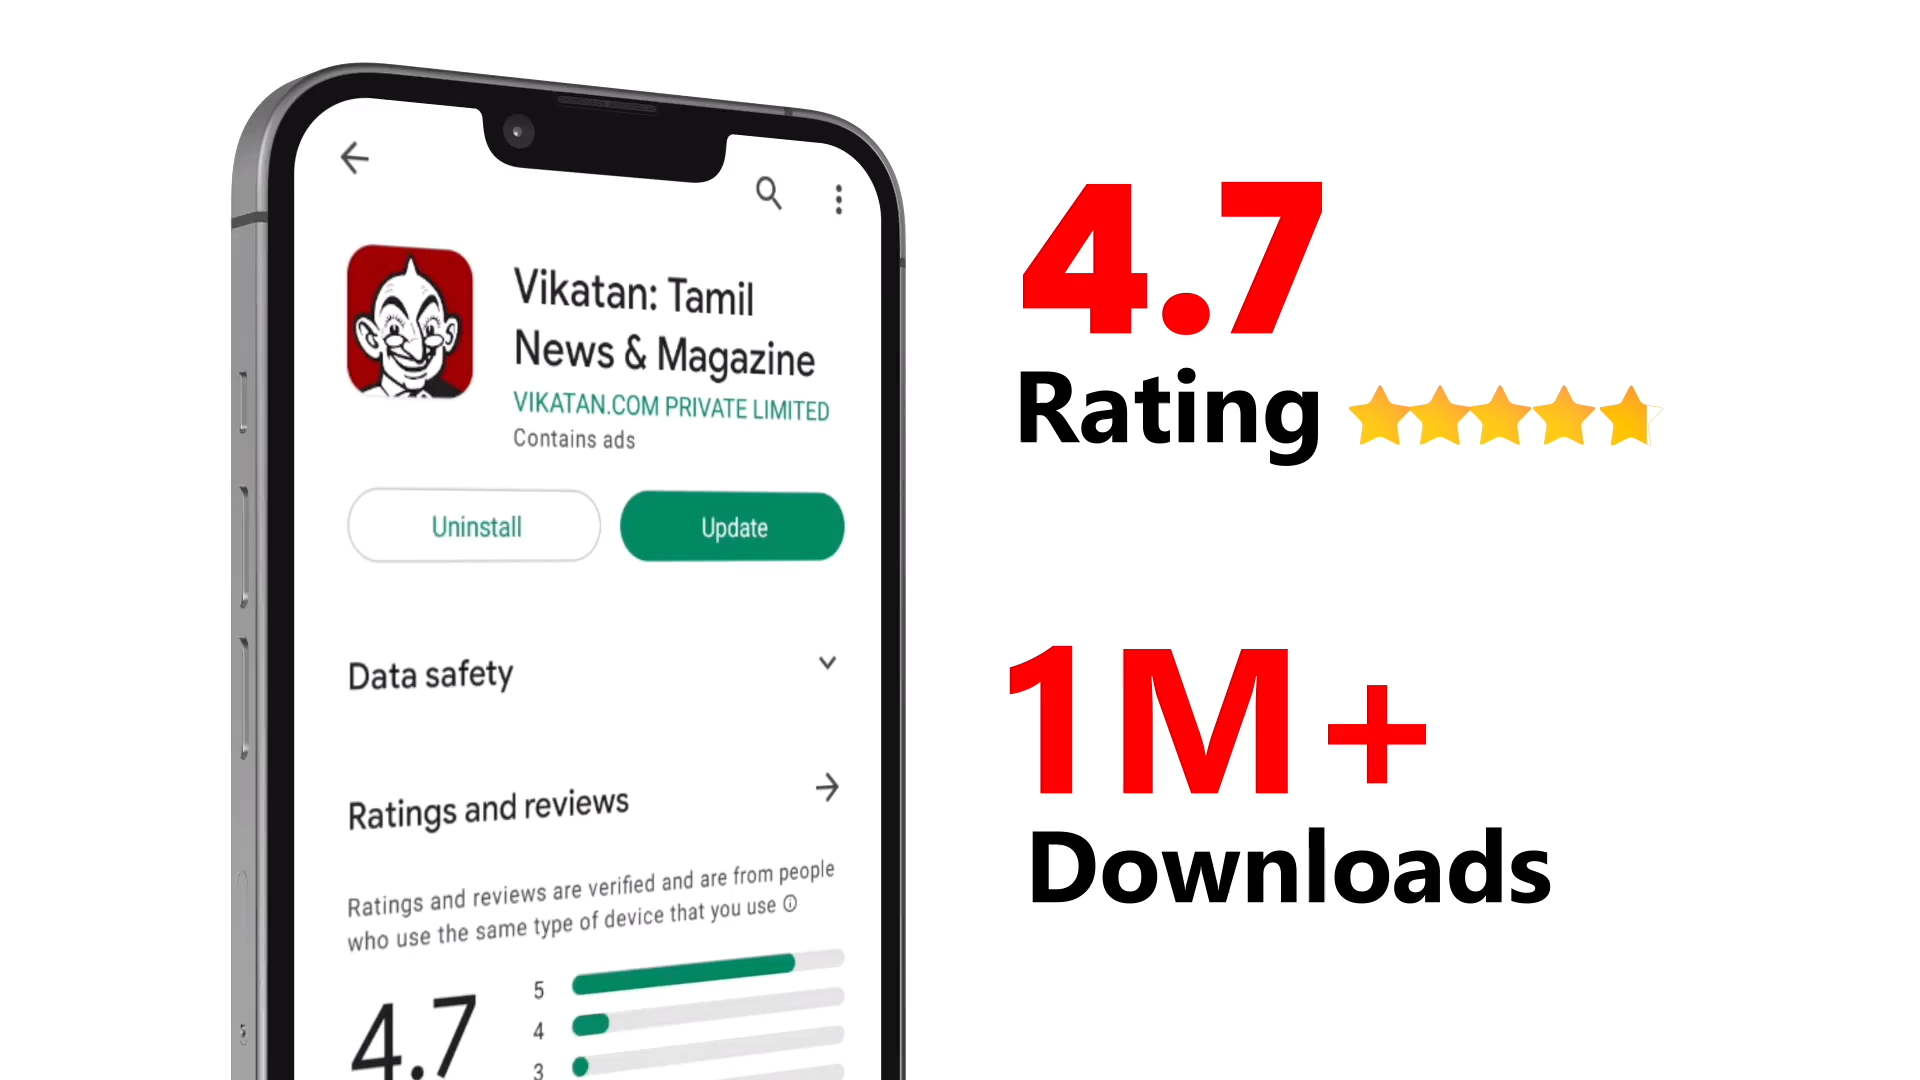 Vikatan: Tamil
News & Magazine
VIKATAN.COM PRIVATE LIMITED
Contains ads
Uninstall
Update
Data safety
Ratings and reviews
Ratings and reviews are verified and are from people
who use the same type of device that you use
4.7
5
4
3
4.7
Rating
1M+
Downloads